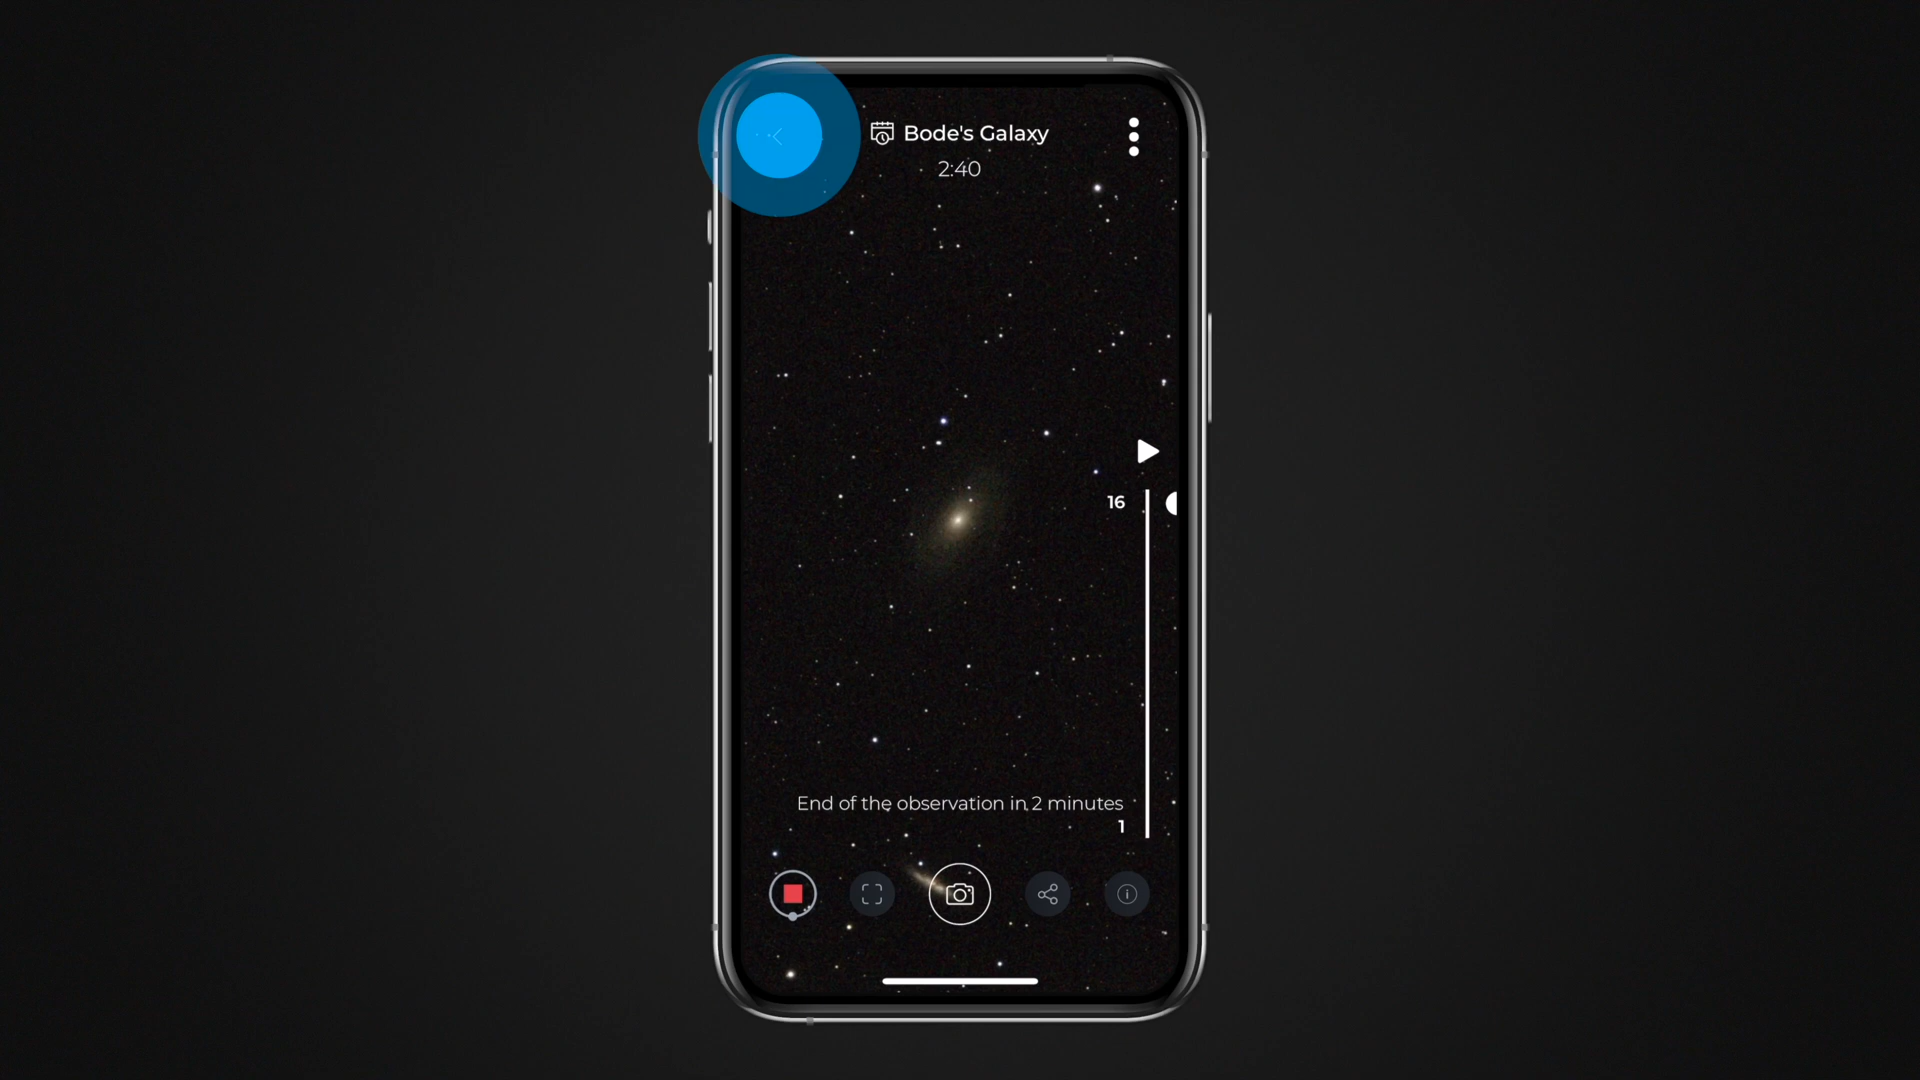 Bode's Galaxy
2:40
16
End of the observation in 2 minutes
1